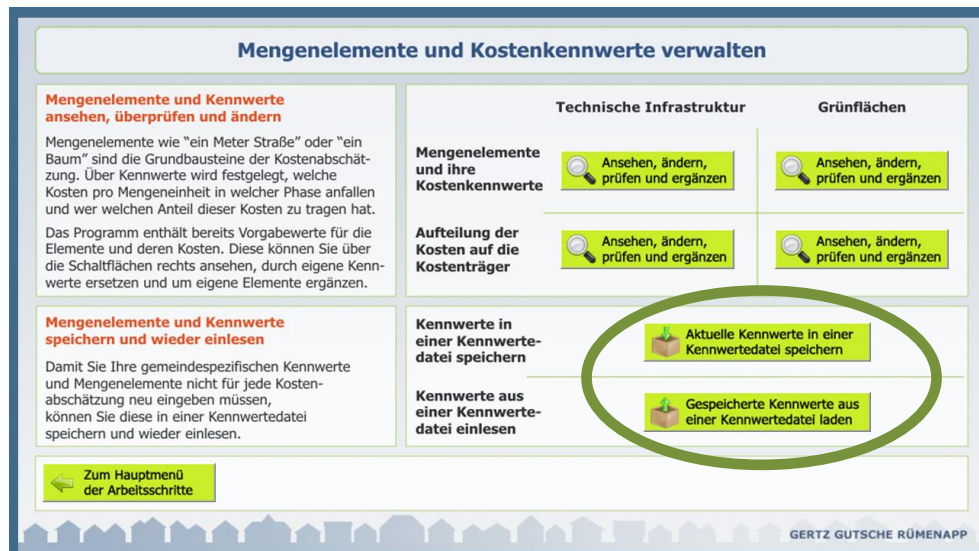 Mengenelemente und Kostenkennwerte verwalten
Mengenelemente und Kennwerte
ansehen, überprüfen und ändern
Mengenelemente wie "ein Meter Straße" oder "ein
Baum" sind die Grundbausteine der Kostenabschät-
zung. Über Kennwerte wird festgelegt, welche
Kosten pro Mengeneinheit in welcher Phase anfallen
und wer welchen Anteil dieser Kosten zu tragen hat.
Das Programm enthält bereits Vorgabewerte für die
Elemente und deren Kosten. Diese können Sie über
die Schaltflächen rechts ansehen, durch eigene Kenn-
werte ersetzen und um eigene Elemente ergänzen.
Technische Infrastruktur
Grünflächen
Mengenelemente
und ihre
Kostenkennwerte
Ansehen, ändern,
prüfen und ergänzen
Ansehen, ändern,
prüfen und ergänzen
Aufteilung der
Kosten auf die
Kostenträger
Ansehen, ändern,
prüfen und ergänzen
Ansehen, ändern,
prüfen und ergänzen
Mengenelemente und Kennwerte
speichern und wieder einlesen
Damit Sie Ihre gemeindespezifischen Kennwerte
und Mengenelemente nicht für jede Kosten-
abschätzung neu eingeben müssen,
können Sie diese in einer Kennwertedatei
speichern und wieder einlesen.
Kennwerte in
einer Kennwerte-
datei speichern
Aktuelle Kennwerte in einer
Kennwertedatei speichern
Kennwerte aus
einer Kennwerte-
datei einlesen
Gespeicherte Kennwerte aus
einer Kennwertedatei laden
Zum Hauptmenü
der Arbeitsschritte
GERTZ GUTSCHE RÜMENAPP